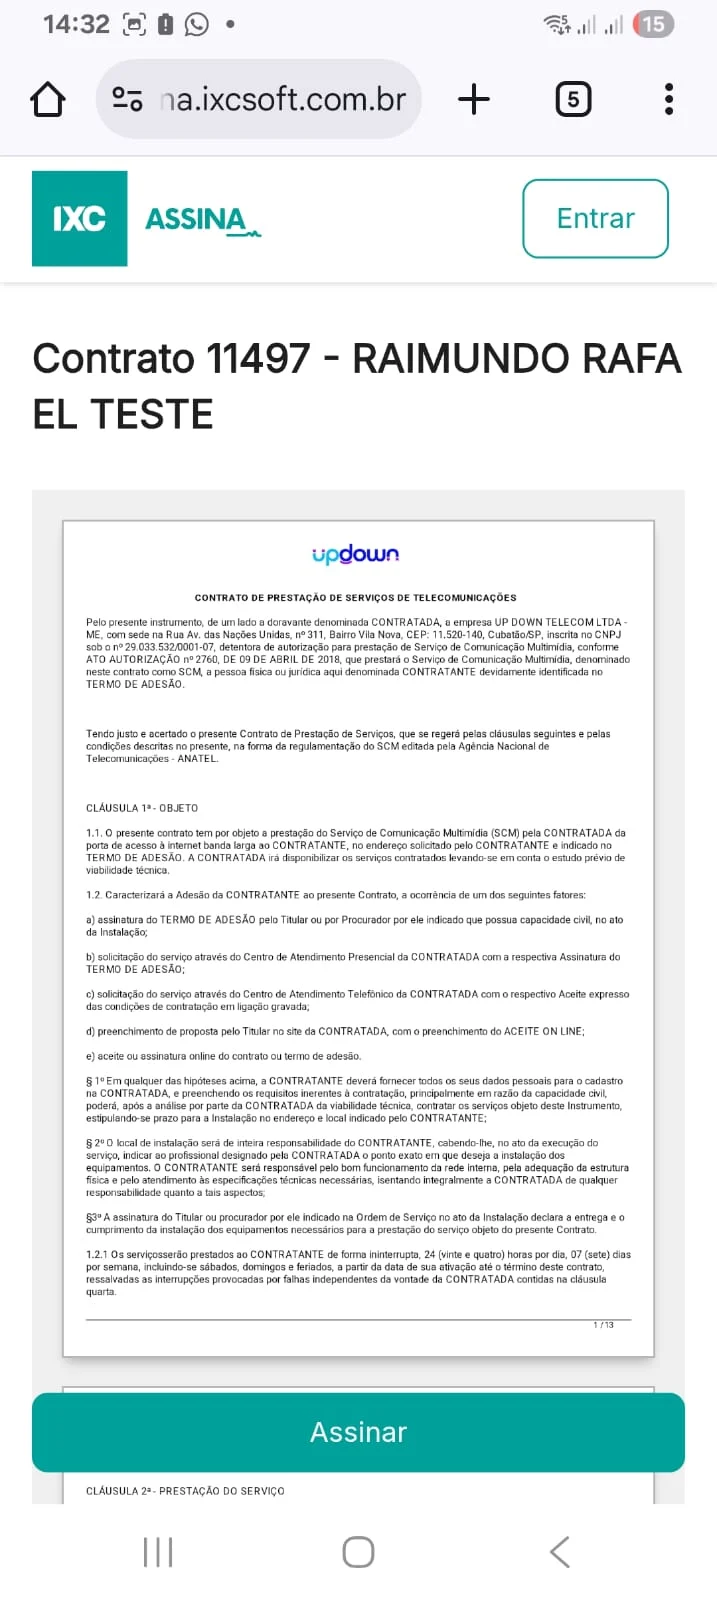 14:32
15
na.ixcsoft.com.br
5
IXC ASSINA
Entrar
Contrato 11497 - RAIMUNDO RAFA
EL TESTE
updown
CONTRATO DE PRESTAÇÃO DE SERVIÇOS DE TELECOMUNICAÇÕES
Pelo presente instrumento, de um lado a doravante denominada CONTRATADA, a empresa UP DOWN TELECOM LTDA -
ME, com sede na Rua Av. das Nações Unidas, nº 311, Bairro Vila Nova, CEP: 11.520-140, Cubatão/SP, inscrita no CNPJ
sob o nº 29.033.532/0001-07, detentora de autorização para prestação de Serviço de Comunicação Multimídia, conforme
ATO AUTORIZAÇÃO nº 2760, DE 09 DE ABRIL DE 2018, que prestará o Serviço de Comunicação Multimídia, denominado
neste contrato como SCM, a pessoa física ou jurídica aqui denominada CONTRATANTE devidamente identificada no
TERMO DE ADESÃO.
Tendo justo e acertado o presente Contrato de Prestação de Serviços, que se regerá pelas cláusulas seguintes e pelas
condições descritas no presente, na forma da regulamentação do SCM editada pela Agência Nacional de
Telecomunicações - ANATEL.
CLÁUSULA 1ª - OBJETO
1.1. O presente contrato tem por objeto a prestação do Serviço de Comunicação Multimídia (SCM) pela CONTRATADA da
porta de acesso à internet banda larga ao CONTRATANTE, no endereço solicitado pelo CONTRATANTE e indicado no
TERMO DE ADESÃO. A CONTRATADA irá disponibilizar os serviços contratados levando-se em conta o estudo prévio de
viabilidade técnica.
1.2. Caracterizará a Adesão da CONTRATANTE ao presente Contrato, a ocorrência de um dos seguintes fatores:
a) assinatura do TERMO DE ADESÃO pelo Titular ou por Procurador por ele indicado que possua capacidade civil, no ato
da Instalação;
b) solicitação do serviço através do Centro de Atendimento Presencial da CONTRATADA com a respectiva Assinatura do
TERMO DE ADESÃO;
c) solicitação do serviço através do Centro de Atendimento Telefônico da CONTRATADA com o respectivo Aceite expresso
das condições de contratação em ligação gravada;
d) preenchimento de proposta pelo Titular no site da CONTRATADA, com o preenchimento do ACEITE ON LINE;
e) aceite ou assinatura online do contrato ou termo de adesão.
§ 1º Em qualquer das hipóteses acima, a CONTRATANTE deverá fornecer todos os seus dados pessoais para o cadastro
na CONTRATADA, e preenchendo os requisitos inerentes à contratação, principalmente em razão da capacidade civil,
poderá, após a análise por parte da CONTRATADA da viabilidade técnica, contratar os serviços objeto deste Instrumento,
estipulando-se prazo para a Instalação no endereço e local indicado pelo CONTRATANTE;
§ 2º O local de instalação será de inteira responsabilidade do CONTRATANTE, cabendo-lhe, no ato da execução do
serviço, indicar ao profissional designado pela CONTRATADA o ponto exato em que deseja a instalação dos
equipamentos. O CONTRATANTE será responsável pelo bom funcionamento da rede interna, pela adequação da estrutura
física e pelo atendimento às especificações técnicas necessárias, isentando integralmente a CONTRATADA de qualquer
responsabilidade quanto a tais aspectos;
§3º A assinatura do Titular ou procurador por ele indicado na Ordem de Serviço no ato da Instalação declara a entrega e o
cumprimento da instalação dos equipamentos necessários para a prestação do serviço objeto do presente Contrato.
1.2.1 Os serviçosserão prestados ao CONTRATANTE de forma ininterrupta, 24 (vinte e quatro) horas por dia, 07 (sete) dias
por semana, incluindo-se sábados, domingos e feriados, a partir da data de sua ativação até o término deste contrato,
ressalvadas as interrupções provocadas por falhas independentes da vontade da CONTRATADA contidas na cláusula
quarta.
1 / 13
Assinar
CLÁUSULA 2ª - PRESTAÇÃO DO SERVIÇO